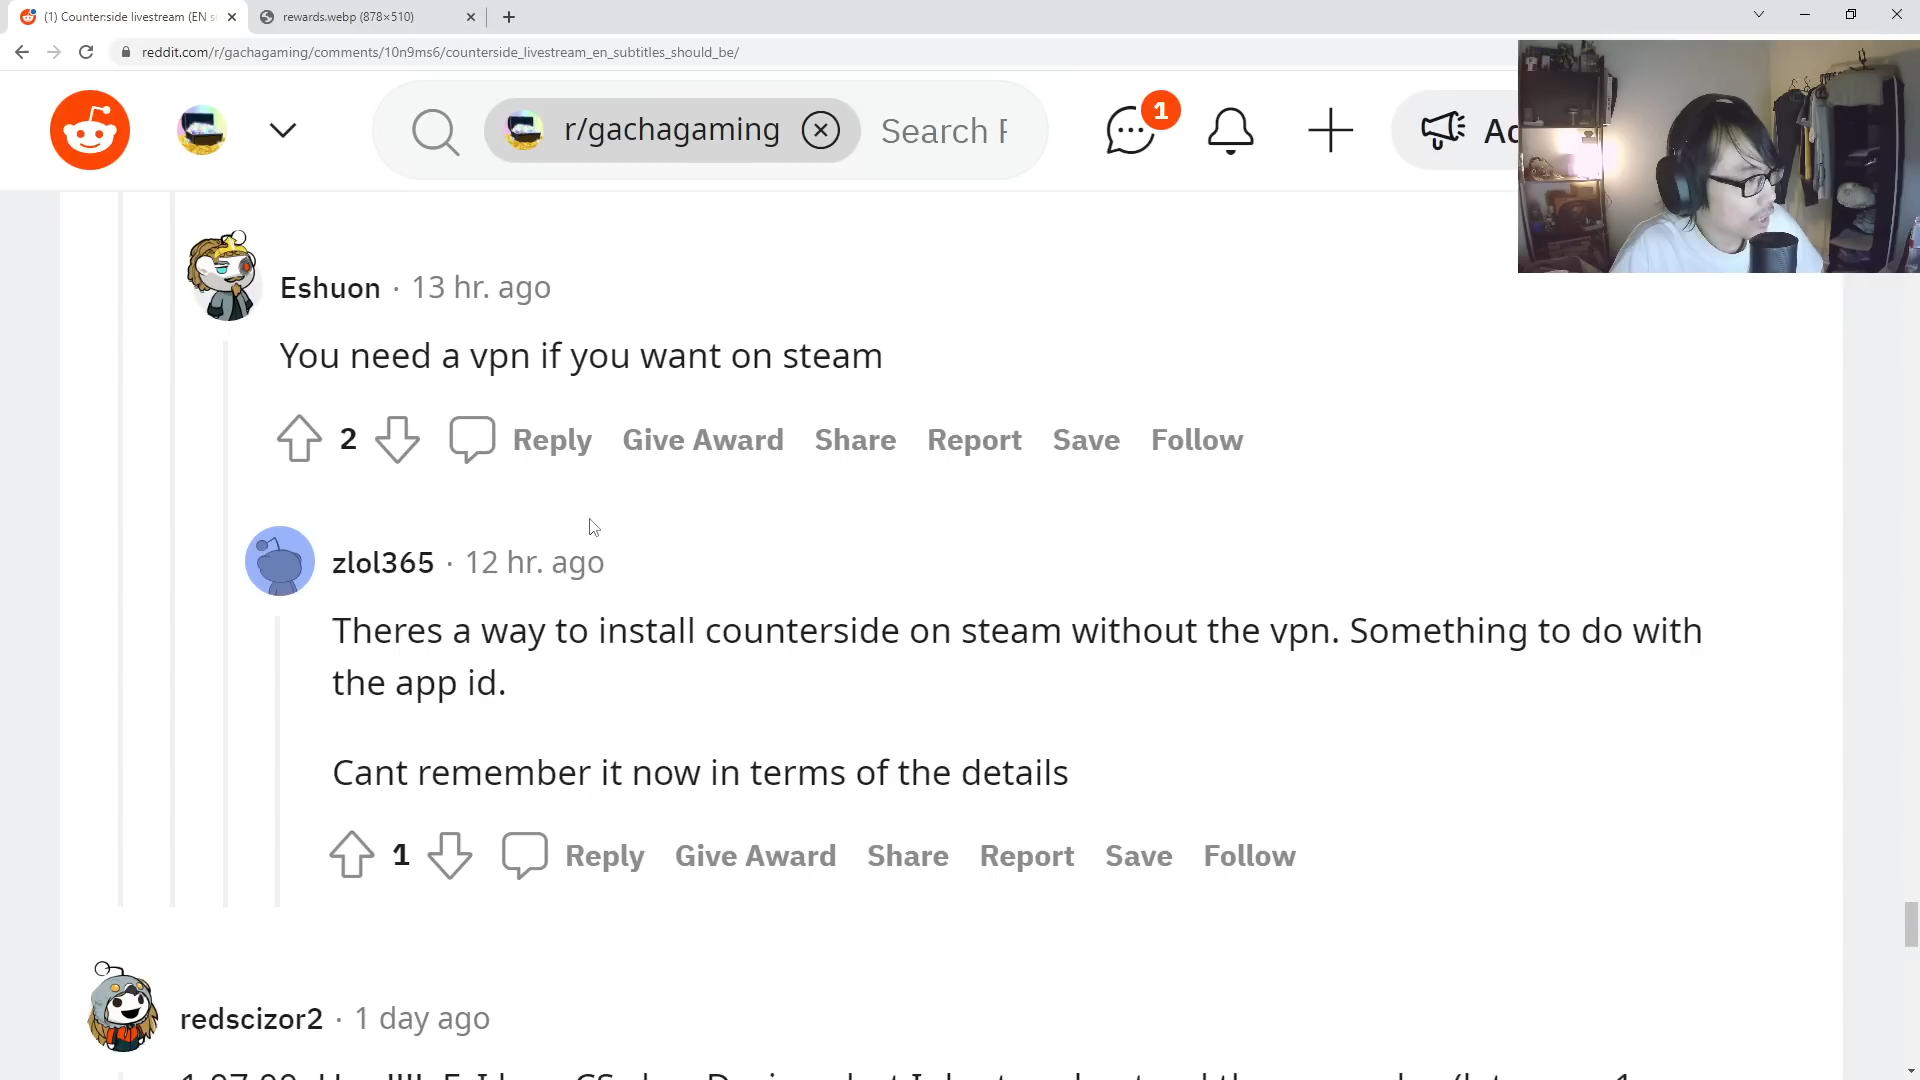 (1) Counterside livestream (EN s
rewards.webp (878×510)
reddit.com/r/gachagaming/comments/10n9ms6/counterside_livestream_en_subtitles_should_be/
r/gachagaming
Search
1
Eshuon · 13 hr. ago
You need a vpn if you want on steam
2 Reply Give Award Share Report Save Follow
zlol365 · 12 hr. ago
Theres a way to install counterside on steam without the vpn. Something to do with
the app id.
Cant remember it now in terms of the details
1 Reply Give Award Share Report Save Follow
redscizor2 · 1 day ago